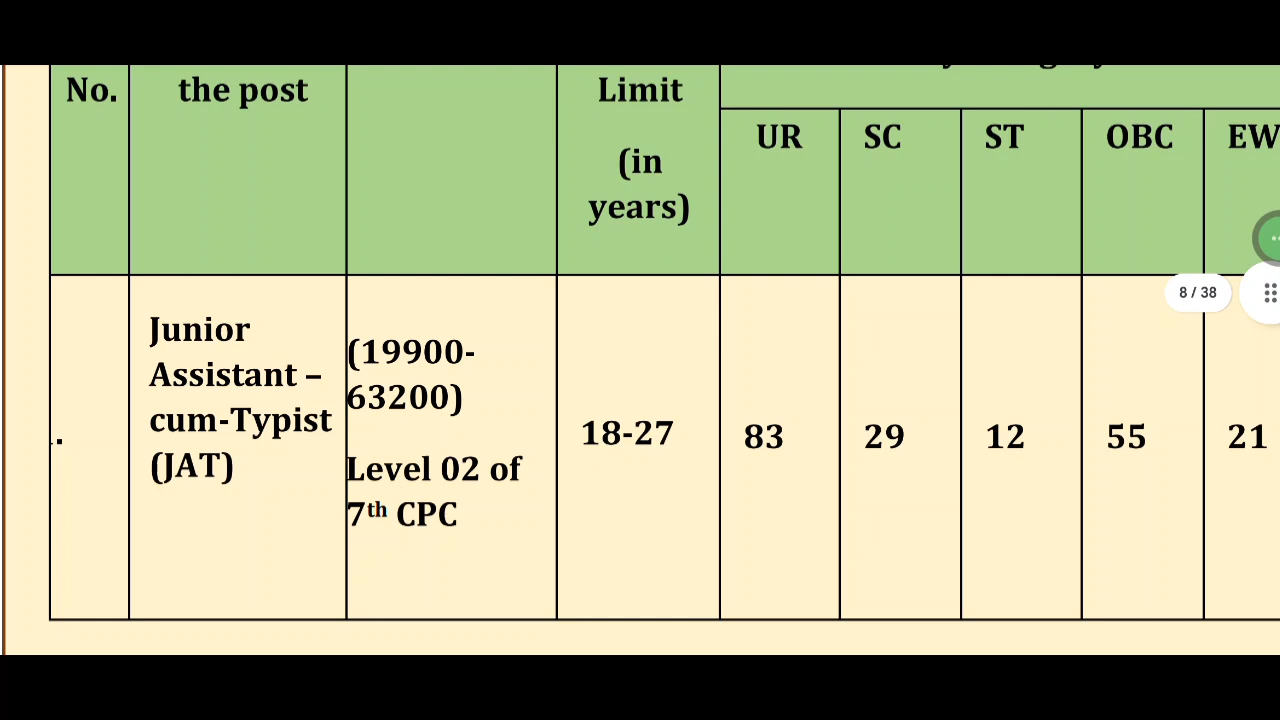 No.
the post
Limit
(in
years)
UR
SC
ST
OBC
EW
8 / 38
Junior
Assistant –
cum-Typist
(JAT)
(19900-
63200)
Level 02 of
7th CPC
18-27
83
29
12
55
21